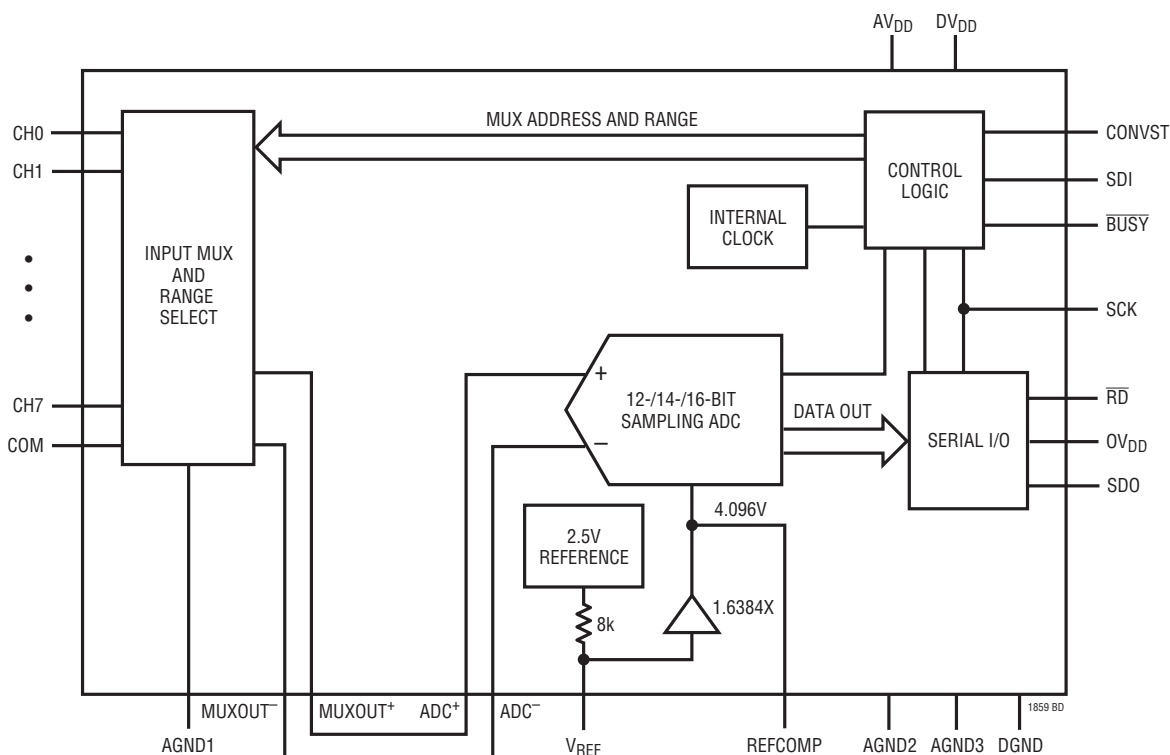 AVDD DVDD
MUX ADDRESS AND RANGE
CH0
CH1
CH7
COM
INPUT MUX
AND
RANGE
SELECT
CONTROL
LOGIC
INTERNAL
CLOCK
CONVST
SDI
BUSY
SCK
RD
OVDD
SDO
+
–
12-/14-/16-BIT
SAMPLING ADC
DATA OUT
SERIAL I/O
4.096V
2.5V
REFERENCE
1.6384X
8k
MUXOUT– MUXOUT+ ADC+ ADC–
1859 BD
AGND1 VREF REFCOMP AGND2 AGND3 DGND